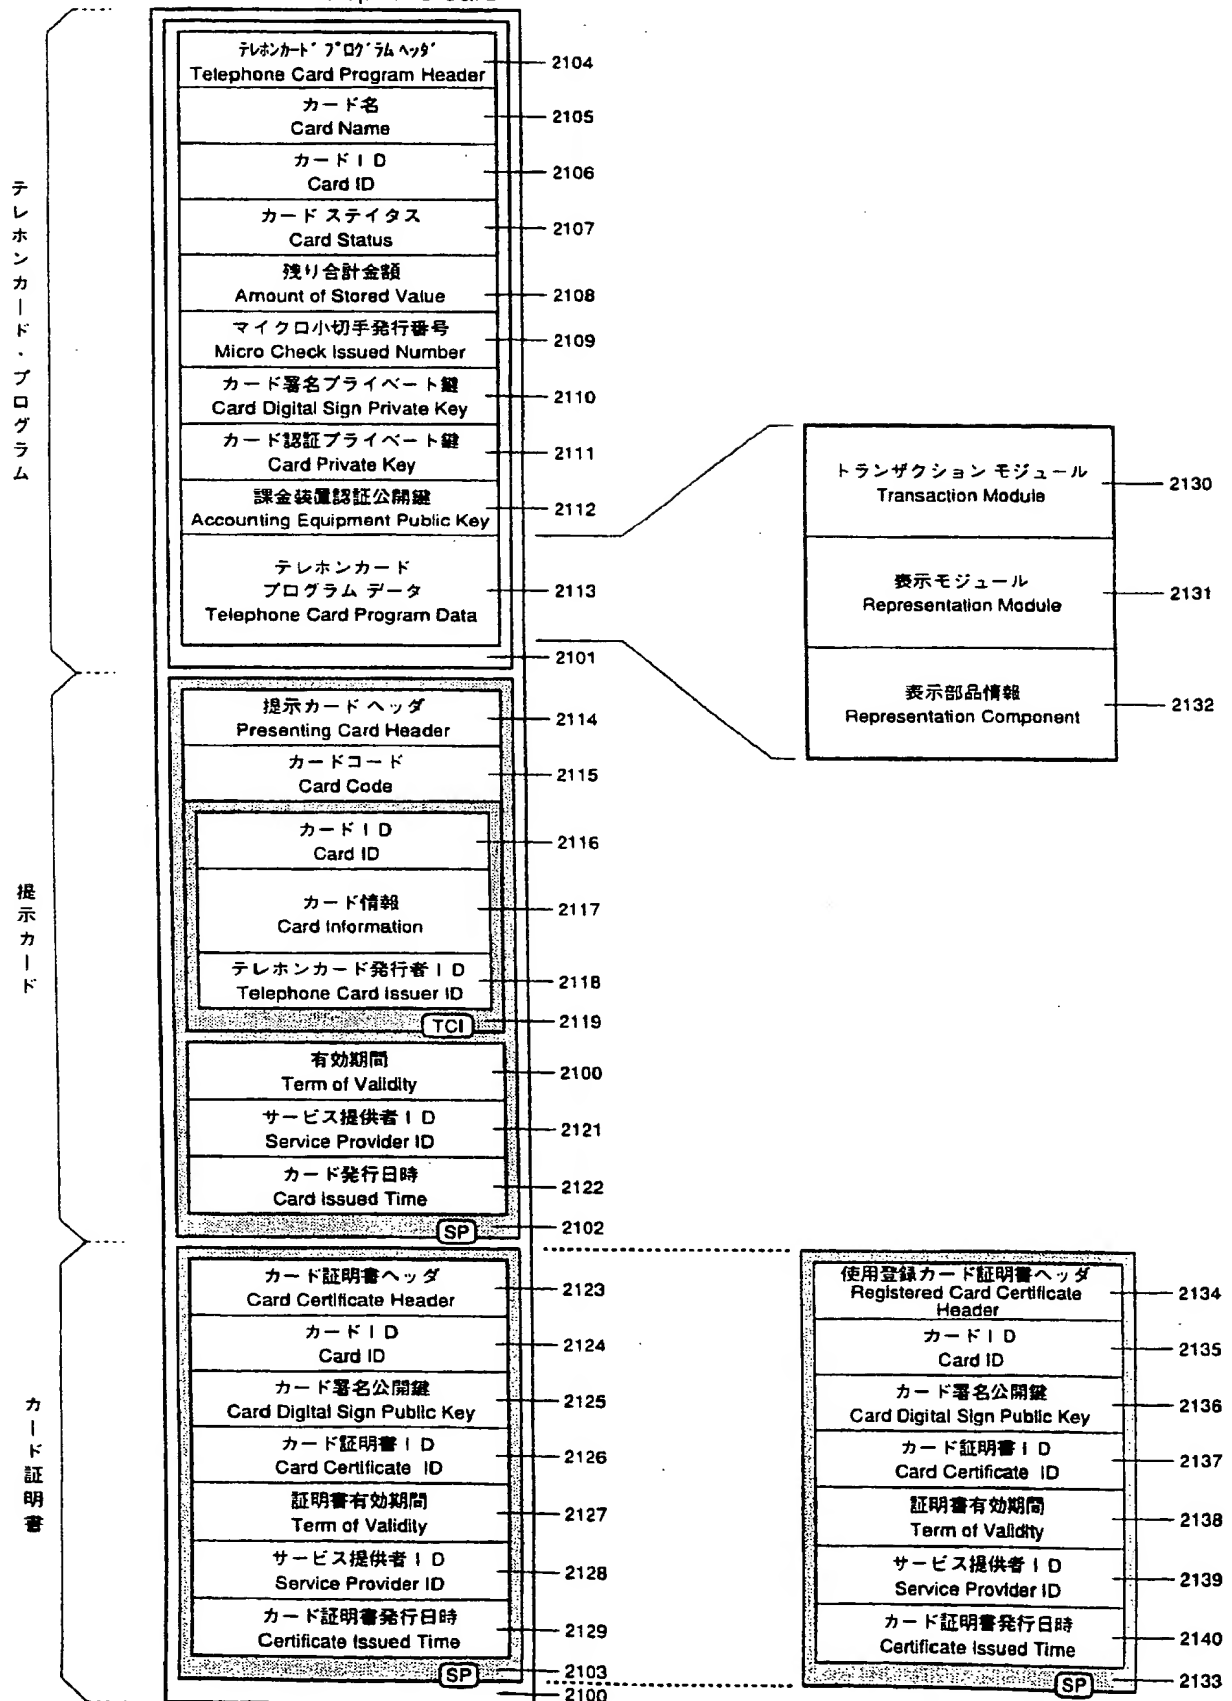 テレホンカード プログラム ヘッダ
Telephone Card Program Header
2104
カード名
Card Name
2105
カードID
Card ID
2106
カード ステイタス
Card Status
2107
残り合計金額
Amount of Stored Value
2108
マイクロ小切手発行番号
Micro Check Issued Number
2109
カード署名プライベート鍵
Card Digital Sign Private Key
2110
カード認証プライベート鍵
Card Private Key
2111
課金装置認証公開鍵
Accounting Equipment Public Key
2112
テレホンカード
プログラム データ
Telephone Card Program Data
2113
2101
テレホンカード・プログラム
トランザクション モジュール
Transaction Module
2130
表示モジュール
Representation Module
2131
表示部品情報
Representation Component
2132
提示カード ヘッダ
Presenting Card Header
2114
カードコード
Card Code
2115
カードID
Card ID
2116
カード情報
Card Information
2117
テレホンカード発行者ID
Telephone Card Issuer ID
2118
TCI
2119
有効期間
Term of Validity
2100
サービス提供者ID
Service Provider ID
2121
カード発行日時
Card Issued Time
2122
SP
2102
提示カード
カード証明書ヘッダ
Card Certificate Header
2123
カードID
Card ID
2124
カード署名公開鍵
Card Digital Sign Public Key
2125
カード証明書ID
Card Certificate ID
2126
証明書有効期間
Term of Validity
2127
サービス提供者ID
Service Provider ID
2128
カード証明書発行日時
Certificate Issued Time
2129
SP
2103
2100
カード証明書
使用登録カード証明書ヘッダ
Registered Card Certificate
Header
2134
カードID
Card ID
2135
カード署名公開鍵
Card Digital Sign Public Key
2136
カード証明書ID
Card Certificate ID
2137
証明書有効期間
Term of Validity
2138
サービス提供者ID
Service Provider ID
2139
カード証明書発行日時
Certificate Issued Time
2140
SP
2133